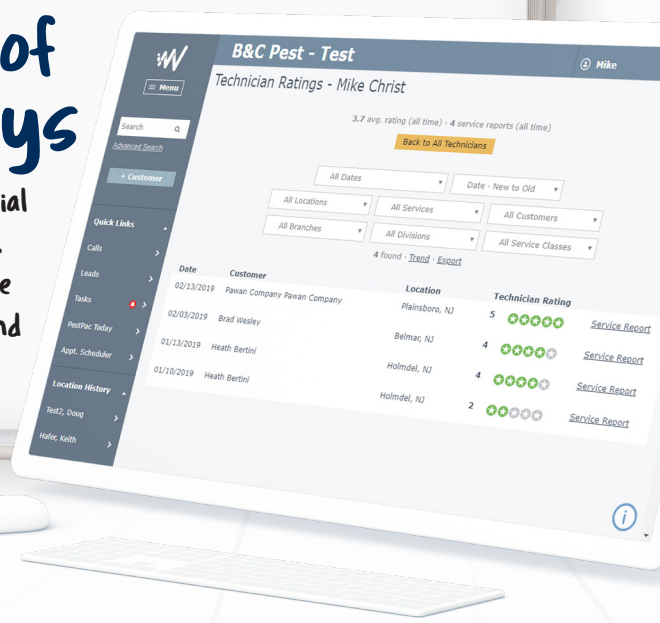 of
ys
ial
e
nd
W
≡ Menu
Search
Advanced Search
+ Customer
Quick Links
Calls
Leads
Tasks
PestPac Today
Appt. Scheduler
Location History
Test2, Doug
Hafer, Keith
B&C Pest - Test
Mike
Technician Ratings - Mike Christ
3.7 avg. rating (all time) - 4 service reports (all time)
Back to All Technicians
All Dates Date - New to Old
All Locations All Services All Customers
All Branches All Divisions All Service Classes
4 found - Trend - Export
Date Customer Location Technician Rating
02/13/2019 Pawan Company Pawan Company Plainsboro, NJ 5 Service Report
02/03/2019 Brad Wesley Belmar, NJ 4 Service Report
01/13/2019 Heath Bertini Holmdel, NJ 4 Service Report
01/10/2019 Heath Bertini Holmdel, NJ 2 Service Report
i